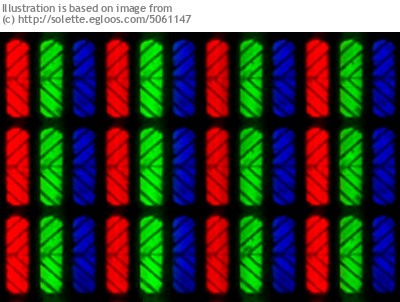 Illustration is based on image from
(c) http://solette.egloos.com/5061147